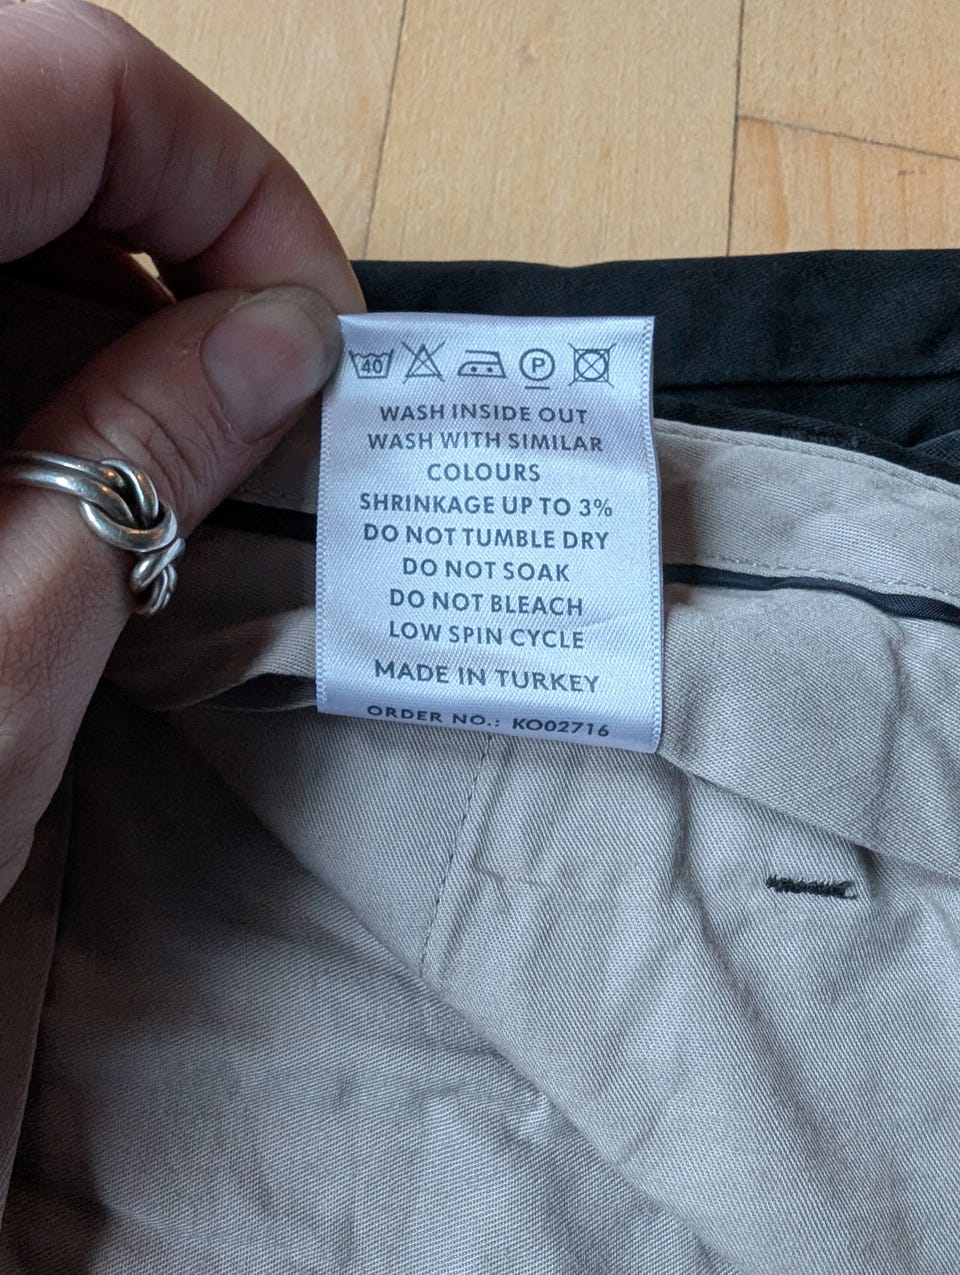 40 P
WASH INSIDE OUT
WASH WITH SIMILAR
COLOURS
SHRINKAGE UP TO 3%
DO NOT TUMBLE DRY
DO NOT SOAK
DO NOT BLEACH
LOW SPIN CYCLE
MADE IN TURKEY
ORDER NO.: KO02716